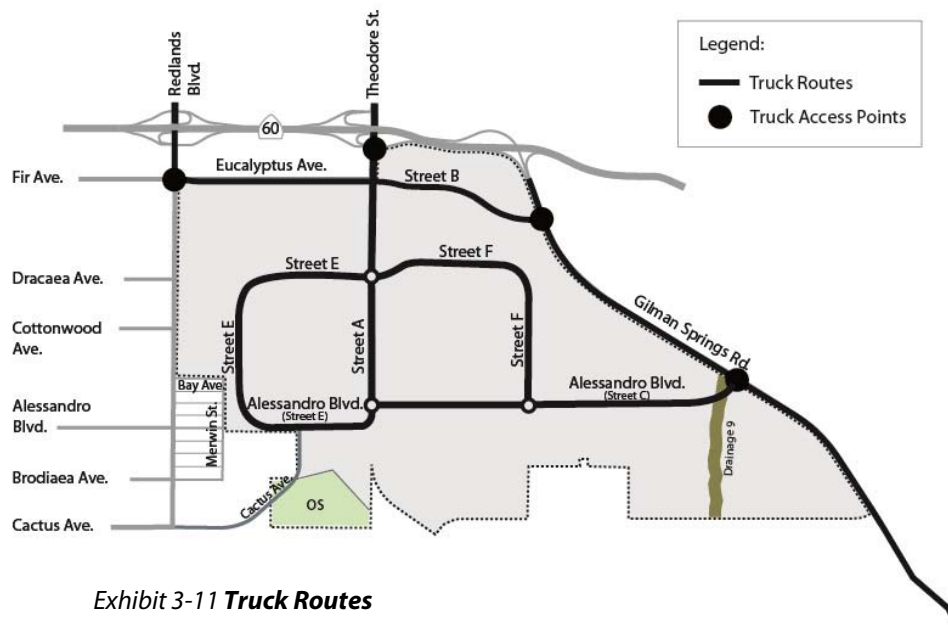 Redlands
Blvd.
Theodore St.
Legend:
Truck Routes
Truck Access Points
60
Fir Ave.
Eucalyptus Ave.
Street B
Dracaea Ave.
Street E
Street F
Cottonwood
Ave.
Street E
Street A
Street F
Gilman Springs Rd.
Bay Ave
Alessandro
Blvd.
Merwin St.
Alessandro Blvd.
(Street E)
Alessandro Blvd.
(Street C)
Drainage 9
Brodiaea Ave.
Cactus Ave.
OS
Cactus Ave.
Exhibit 3-11 Truck Routes